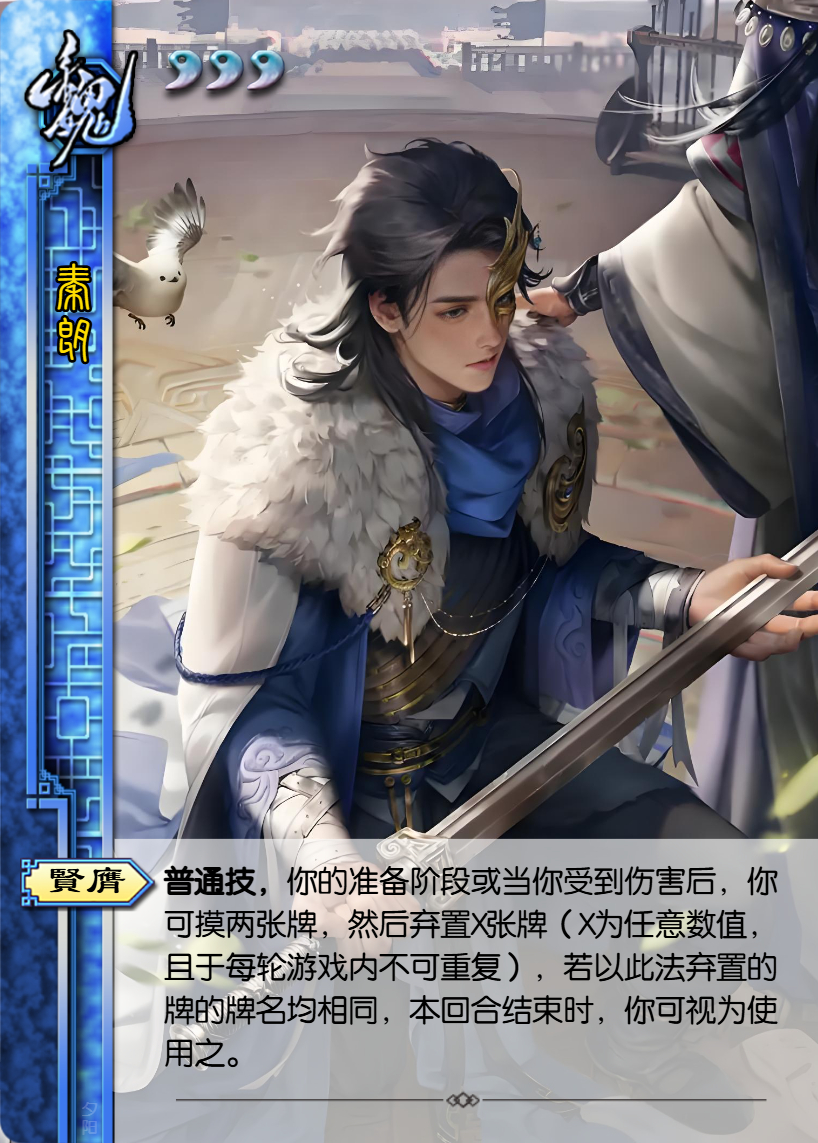 魏
秦朗
賢膺
普通技，你的准备阶段或当你受到伤害后，你
可摸两张牌，然后弃置X张牌（X为任意数值，
且于每轮游戏内不可重复），若以此法弃置的
牌的牌名均相同，本回合结束时，你可视为使
用之。
夕阳